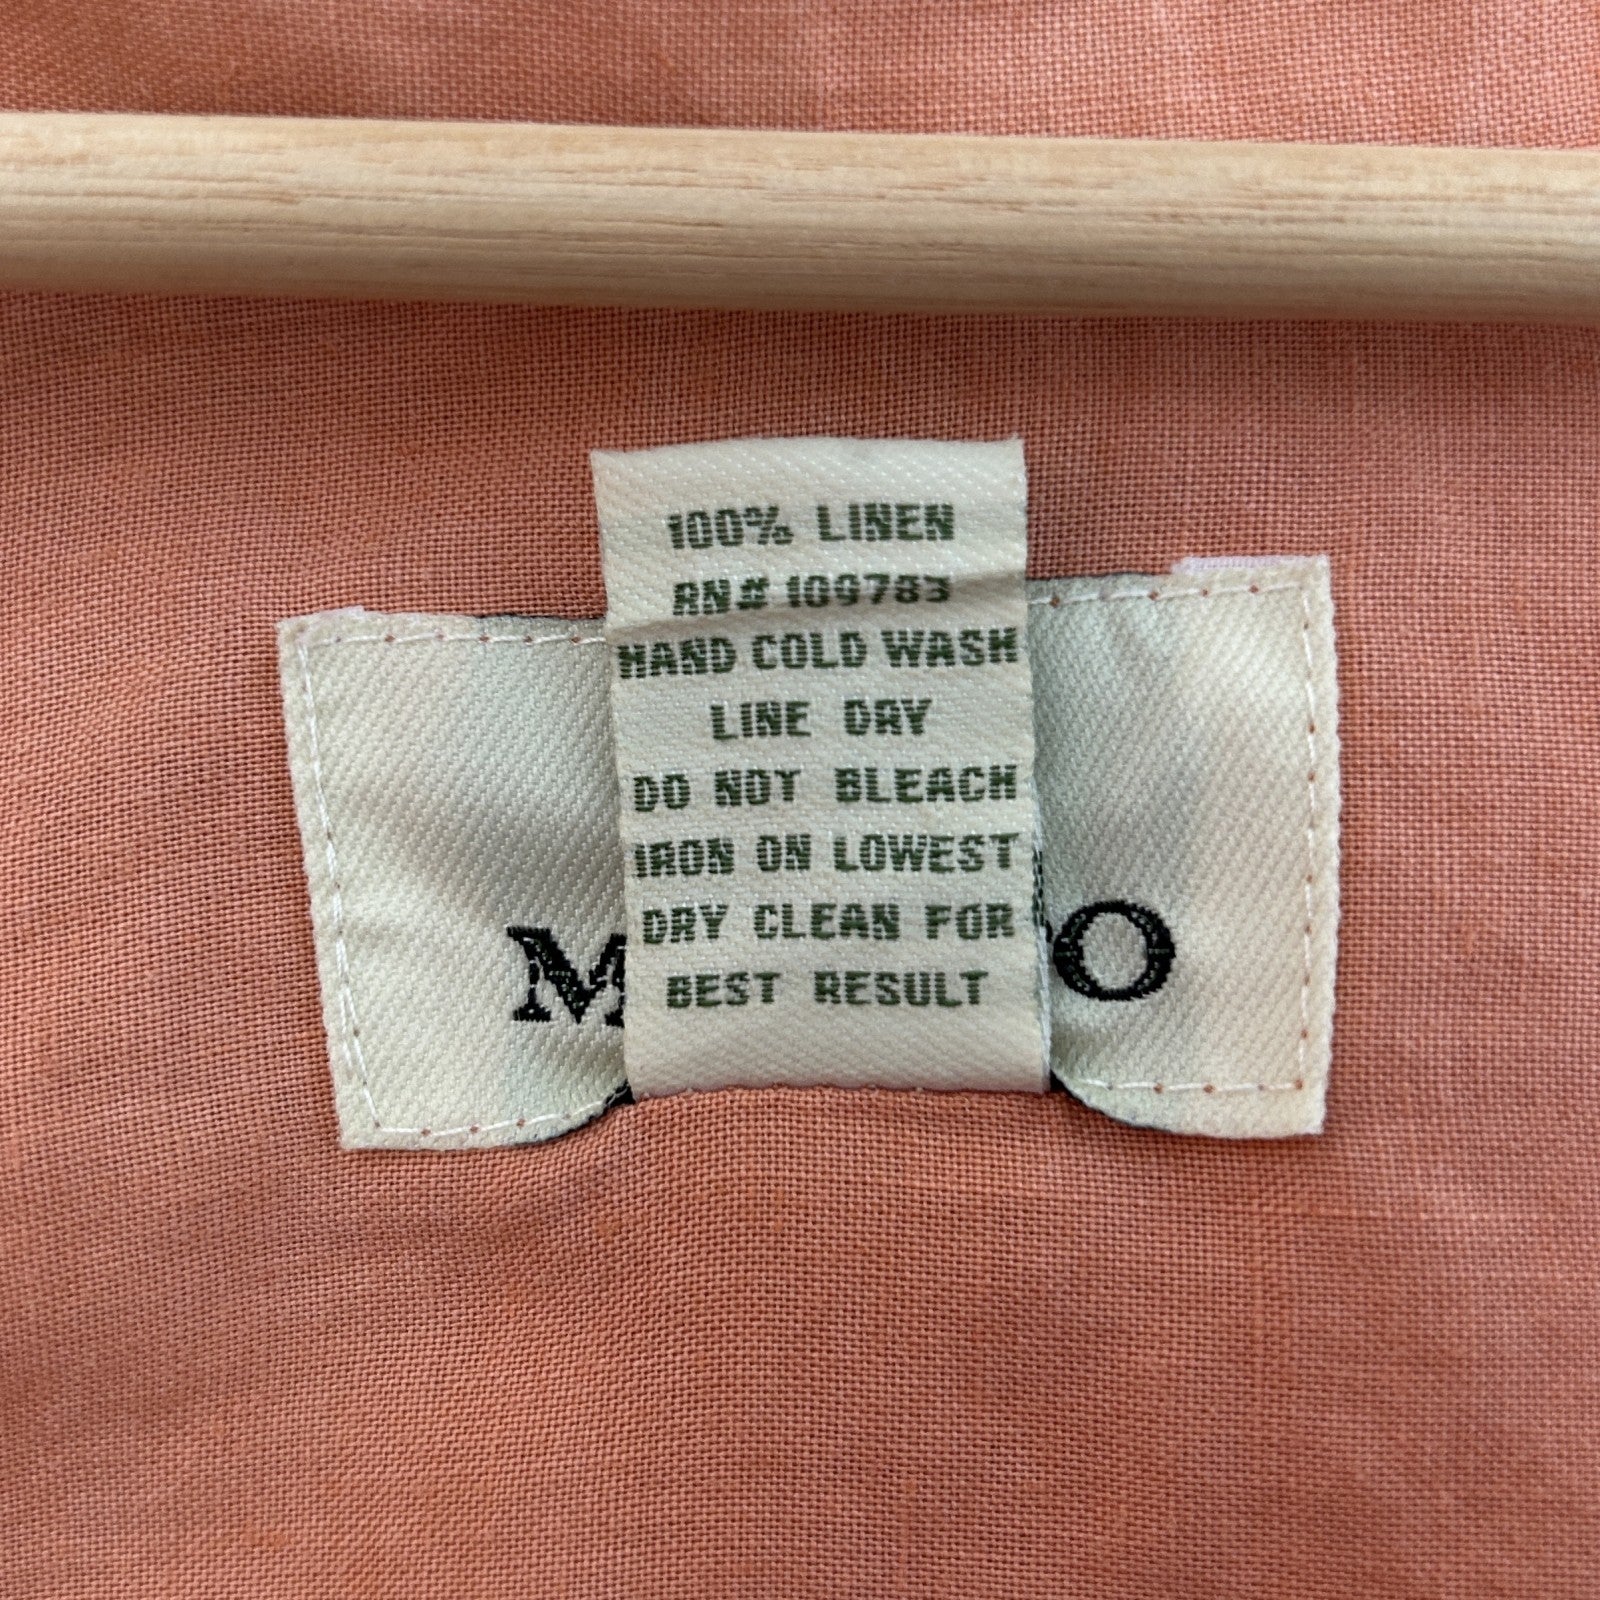 100% LINEN
RN# 109783
HAND COLD WASH
LINE DRY
DO NOT BLEACH
IRON ON LOWEST
DRY CLEAN FOR
BEST RESULT